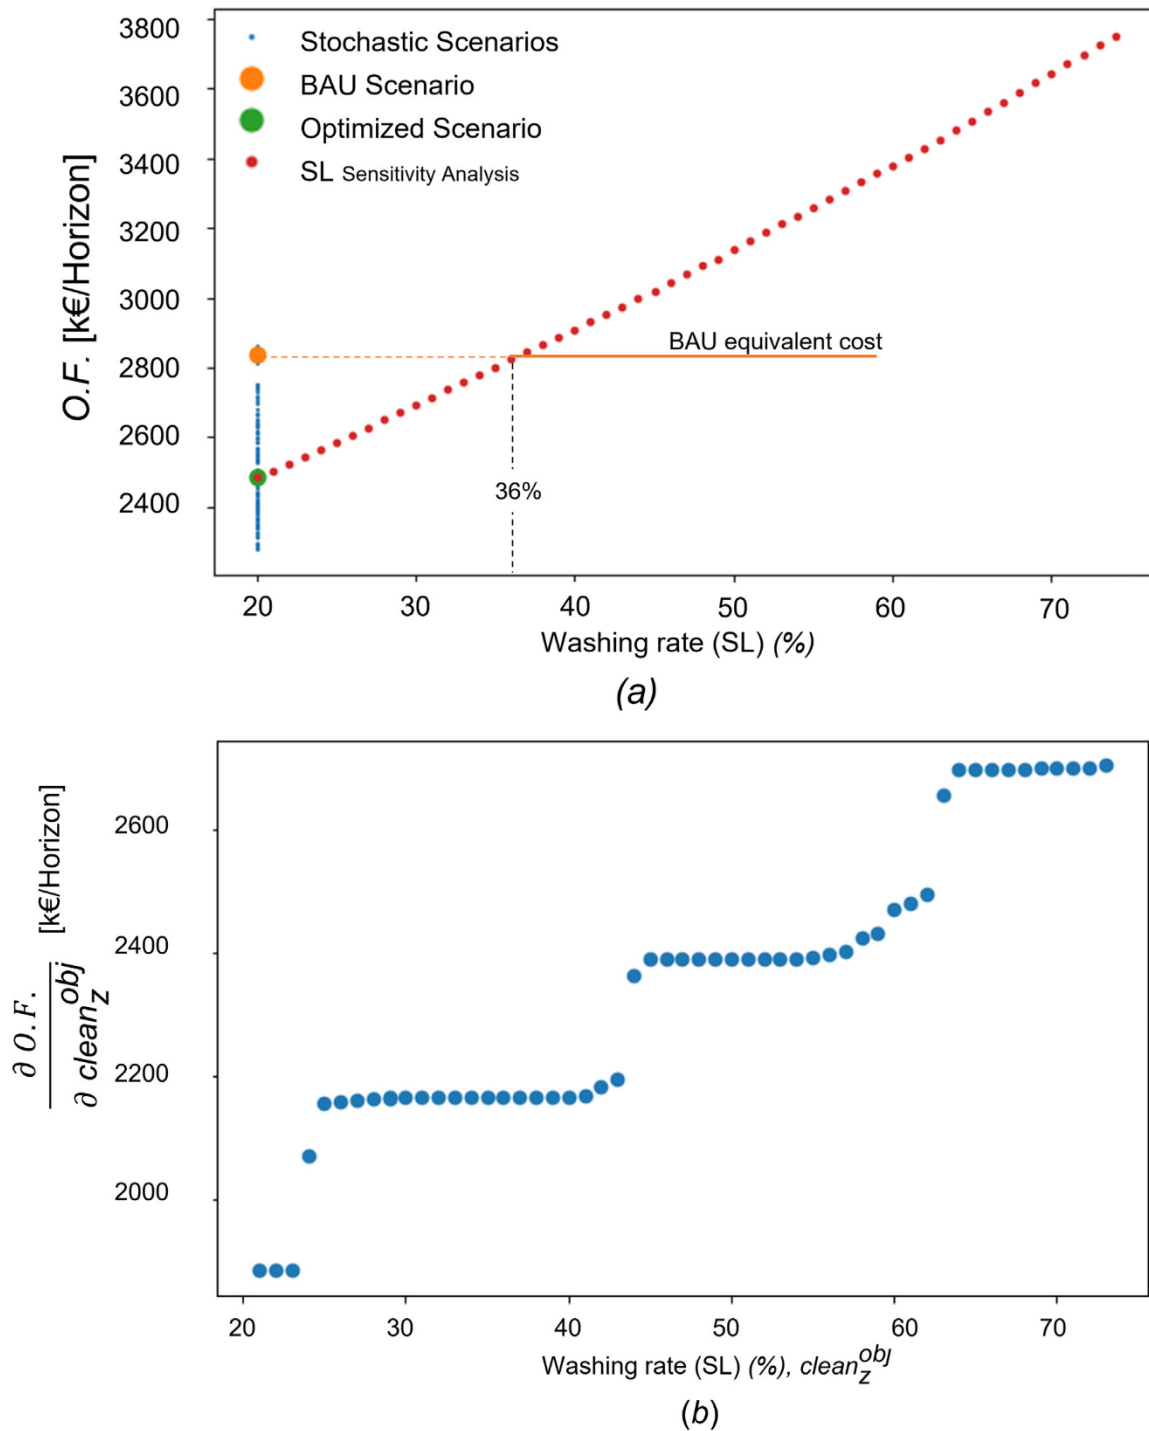 3800
3600
3400
3200
3000
2800
2600
2400
O.F. [k€/Horizon]
Stochastic Scenarios
BAU Scenario
Optimized Scenario
SL Sensitivity Analysis
BAU equivalent cost
36%
20 30 40 50 60 70
Washing rate (SL) (%)
(a)
2600
2400
2200
2000
∂ O.F. [k€/Horizon]
∂ clean_z^obj
20 30 40 50 60 70
Washing rate (SL) (%), clean_z^obj
(b)